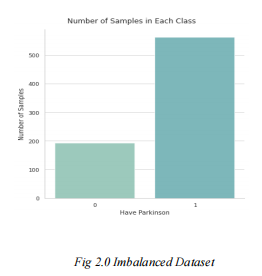 Number of Samples in Each Class
Number of Samples
500
400
300
200
100
0
0 1
Have Parkinson
Fig 2.0 Imbalanced Dataset